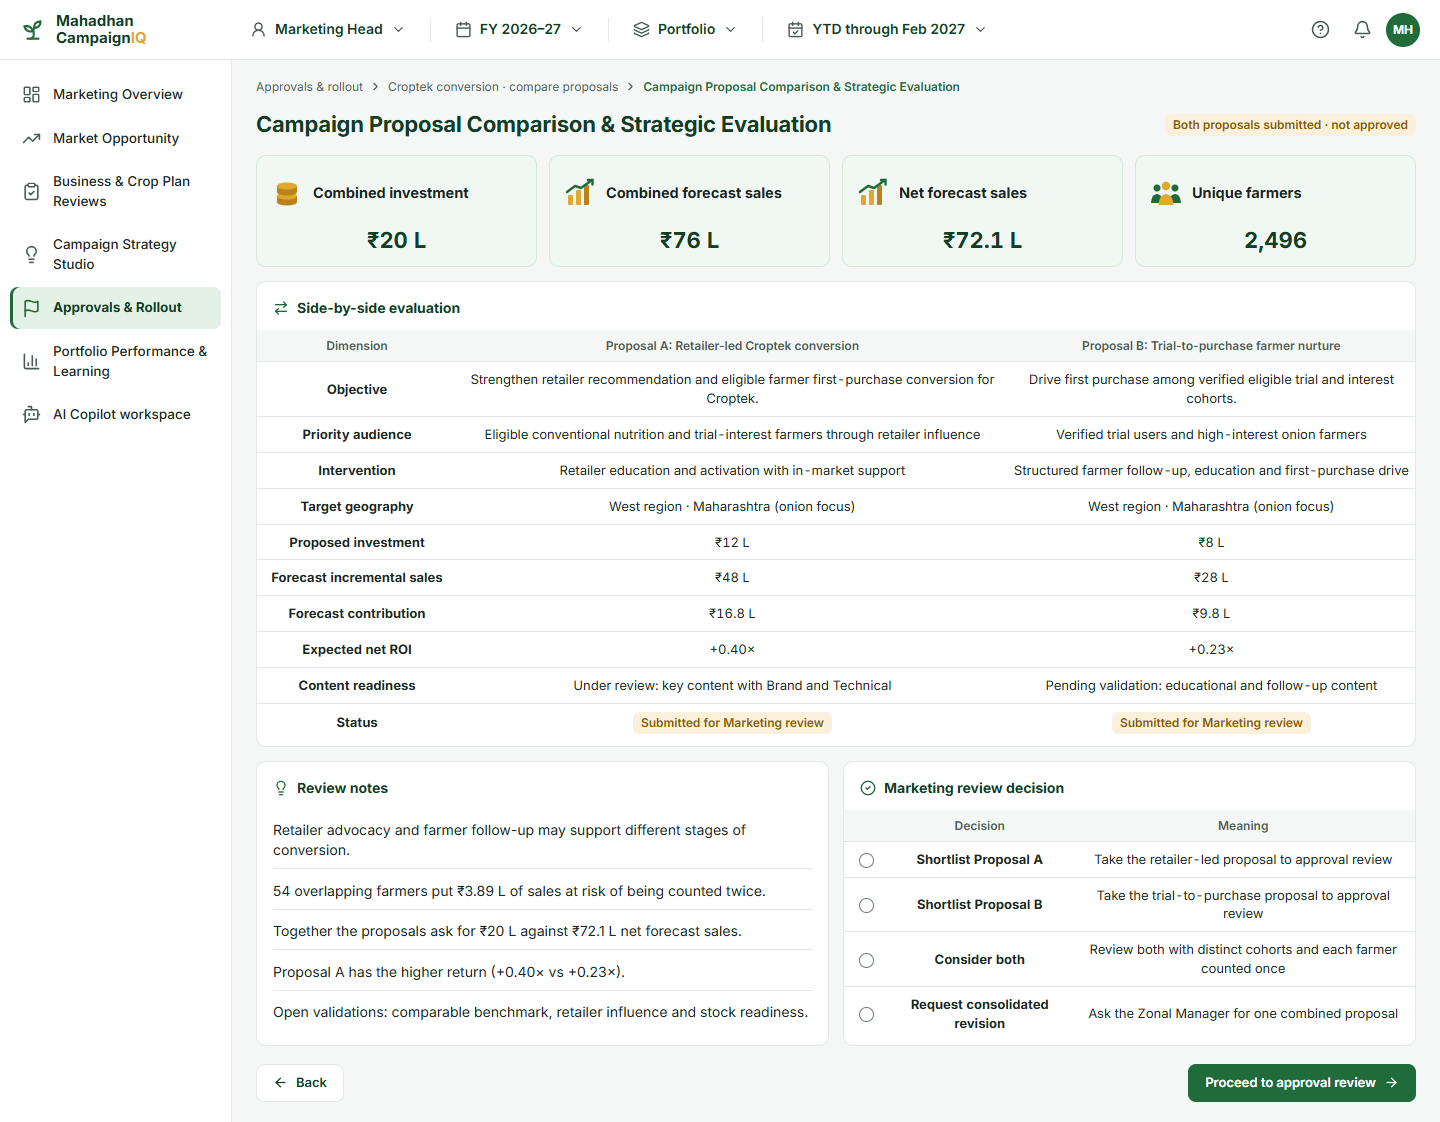 Mahadhan
CampaignIQ
Marketing Head
FY 2026–27
Portfolio
YTD through Feb 2027
MH
Marketing Overview
Market Opportunity
Business & Crop Plan
Reviews
Campaign Strategy
Studio
Approvals & Rollout
Portfolio Performance &
Learning
AI Copilot workspace
Approvals & rollout > Croptek conversion · compare proposals > Campaign Proposal Comparison & Strategic Evaluation
Campaign Proposal Comparison & Strategic Evaluation
Both proposals submitted · not approved
Combined investment
₹20 L
Combined forecast sales
₹76 L
Net forecast sales
₹72.1 L
Unique farmers
2,496
Side-by-side evaluation
Dimension
Proposal A: Retailer-led Croptek conversion
Proposal B: Trial-to-purchase farmer nurture
Objective
Strengthen retailer recommendation and eligible farmer first-purchase conversion for
Croptek.
Drive first purchase among verified eligible trial and interest
cohorts.
Priority audience
Eligible conventional nutrition and trial-interest farmers through retailer influence
Verified trial users and high-interest onion farmers
Intervention
Retailer education and activation with in-market support
Structured farmer follow-up, education and first-purchase drive
Target geography
West region · Maharashtra (onion focus)
West region · Maharashtra (onion focus)
Proposed investment
₹12 L
₹8 L
Forecast incremental sales
₹48 L
₹28 L
Forecast contribution
₹16.8 L
₹9.8 L
Expected net ROI
+0.40×
+0.23×
Content readiness
Under review: key content with Brand and Technical
Pending validation: educational and follow-up content
Status
Submitted for Marketing review
Submitted for Marketing review
Review notes
Retailer advocacy and farmer follow-up may support different stages of
conversion.
54 overlapping farmers put ₹3.89 L of sales at risk of being counted twice.
Together the proposals ask for ₹20 L against ₹72.1 L net forecast sales.
Proposal A has the higher return (+0.40× vs +0.23×).
Open validations: comparable benchmark, retailer influence and stock readiness.
Marketing review decision
Decision
Meaning
Shortlist Proposal A
Take the retailer-led proposal to approval review
Shortlist Proposal B
Take the trial-to-purchase proposal to approval
review
Consider both
Review both with distinct cohorts and each farmer
counted once
Request consolidated
revision
Ask the Zonal Manager for one combined proposal
Back
Proceed to approval review